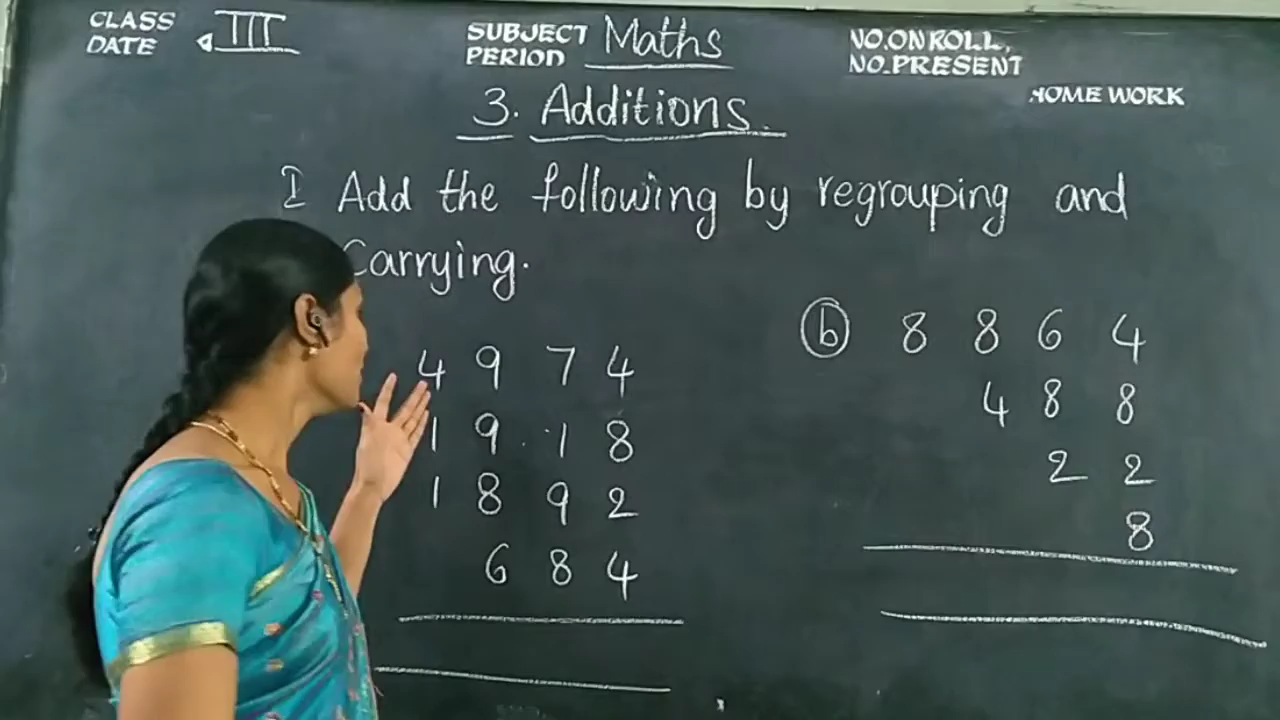 CLASS III
DATE
SUBJECT Maths
PERIOD
NO.ON ROLL,
NO.PRESENT
HOME WORK
3. Additions.
I Add the following by regrouping and
Carrying.
4 9 7 4
1 9 1 8
1 8 9 2
6 8 4
b 8 8 6 4
4 8 8
2 2
8